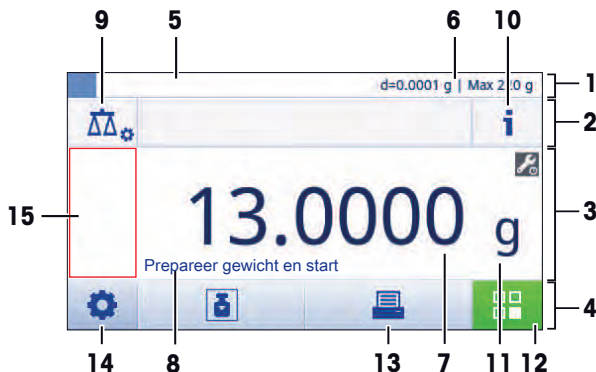 9 5 6 10
d=0.0001 g | Max 220 g
1
2
3
15
13.0000 g
Prepareer gewicht en start
4
14 8 13 7 11 12